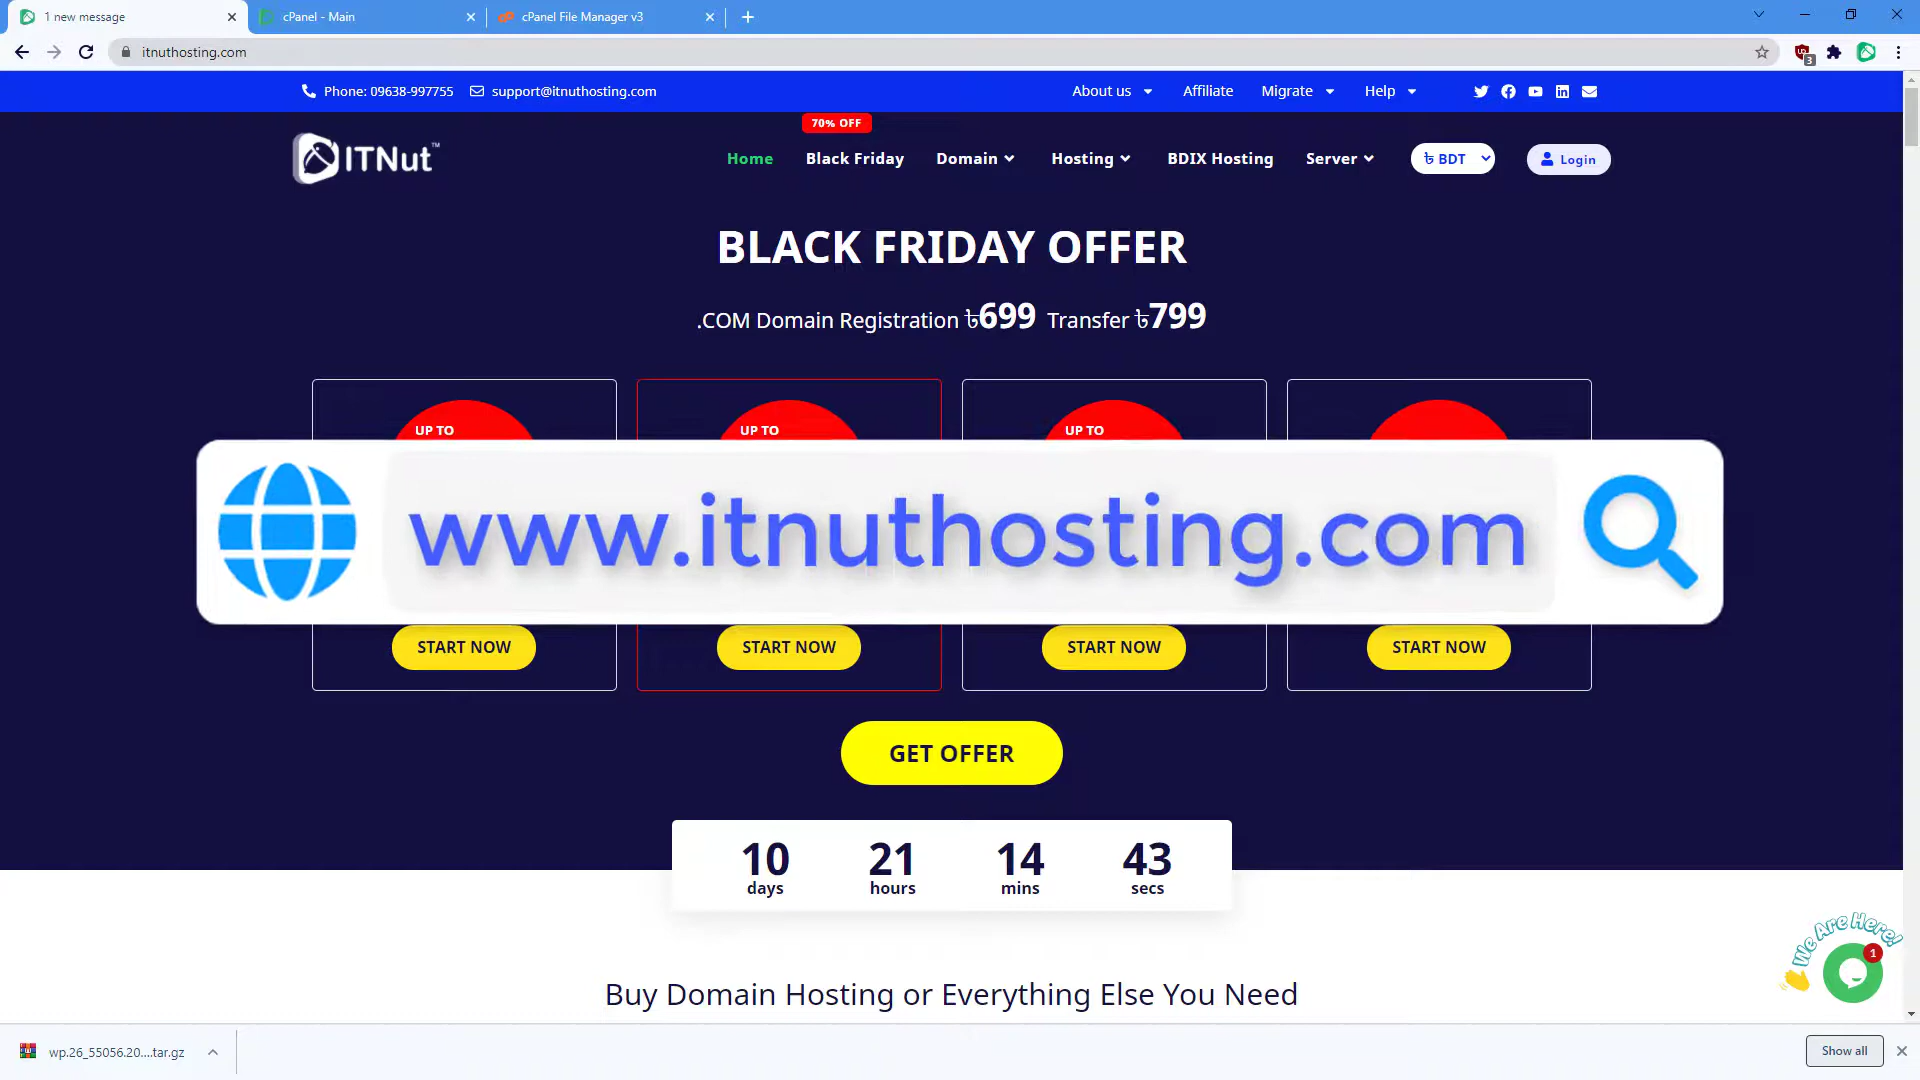 1 new message
cPanel - Main
cPanel File Manager v3
itnuthosting.com
3
Phone: 09638-997755
support@itnuthosting.com
About us
Affiliate
Migrate
Help
70% OFF
ITNut™
Home
Black Friday
Domain
Hosting
BDIX Hosting
Server
৳ BDT
Login
BLACK FRIDAY OFFER
.COM Domain Registration ৳699 Transfer ৳799
UP TO
UP TO
UP TO
www.itnuthosting.com
START NOW
START NOW
START NOW
START NOW
GET OFFER
10 21 14 43
days hours mins secs
We Are Here!
1
Buy Domain Hosting or Everything Else You Need
wp.26_55056.20....tar.gz
Show all